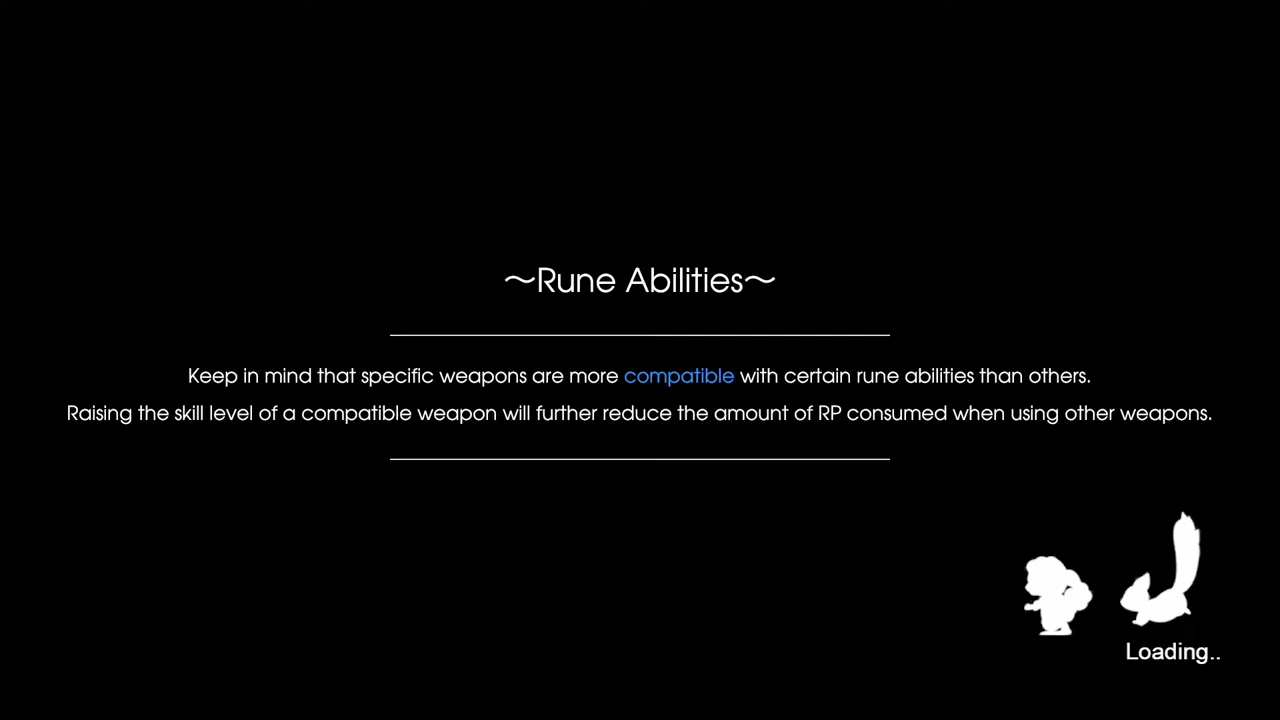 ～Rune Abilities～
Keep in mind that specific weapons are more compatible with certain rune abilities than others.
Raising the skill level of a compatible weapon will further reduce the amount of RP consumed when using other weapons.
Loading..